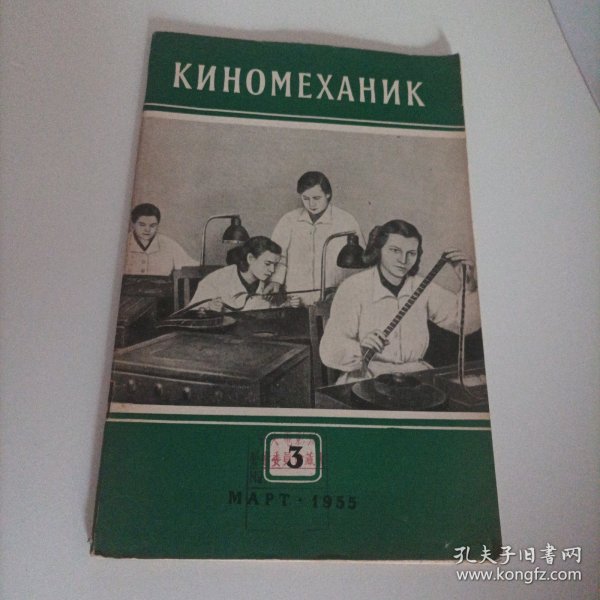 КИНОМЕХАНИК
3
МАРТ · 1955
孔夫子旧书网
www.kongfz.com